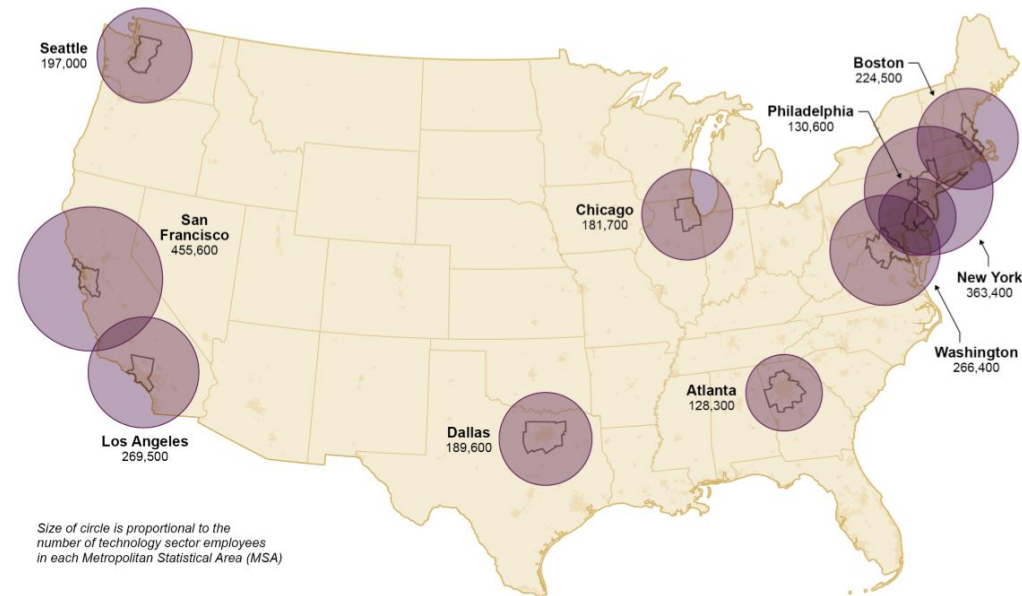 Seattle
197,000
San
Francisco
455,600
Los Angeles
269,500
Dallas
189,600
Chicago
181,700
Atlanta
128,300
Boston
224,500
Philadelphia
130,600
New York
363,400
Washington
266,400
Size of circle is proportional to the
number of technology sector employees
in each Metropolitan Statistical Area (MSA)